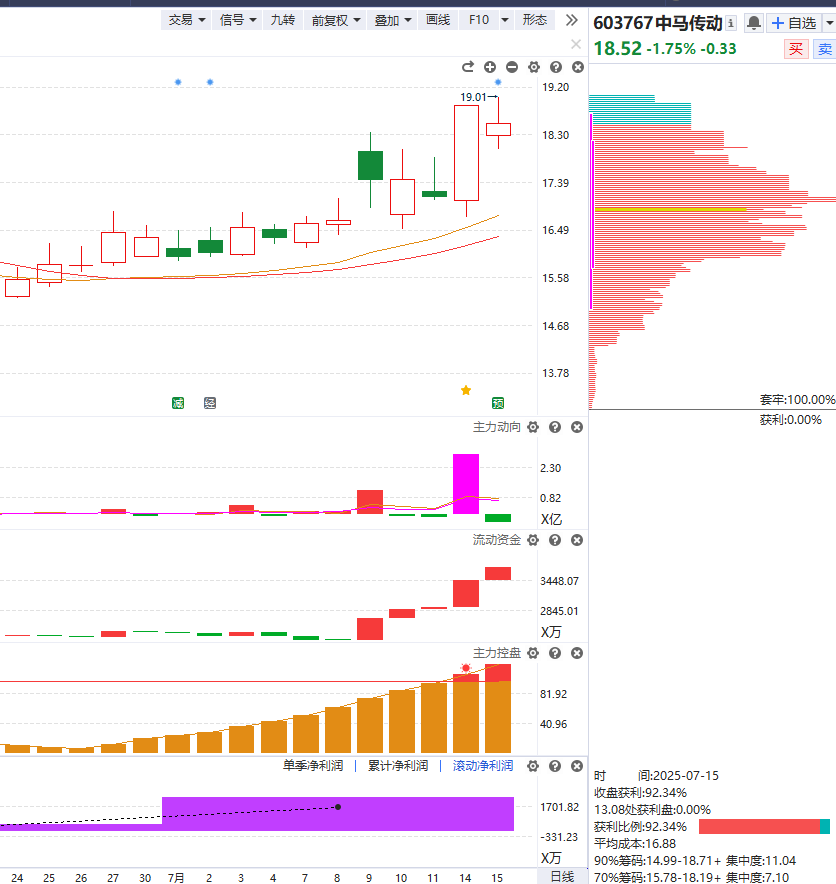 交易 信号 九转 前复权 叠加 画线 F10 形态
603767 中马传动 自选
18.52 -1.75% -0.33 买 卖
19.20
19.01
18.30
17.39
16.49
15.58
14.68
13.78
减 经 预
套牢:100.00%
获利:0.00%
主力动向
2.30
0.82
X亿
流动资金
3448.07
2845.01
X万
主力控盘
81.92
40.96
单季净利润 | 累计净利润 | 滚动净利润
1701.82
-331.23
X万
24 25 26 27 30 7月 2 3 4 7 8 9 10 11 14 15 日线
时 间:2025-07-15
收盘获利:92.34%
13.08处获利盘:0.00%
获利比例:92.34%
平均成本:16.88
90%筹码:14.99-18.71+ 集中度:11.04
70%筹码:15.78-18.19+ 集中度:7.10